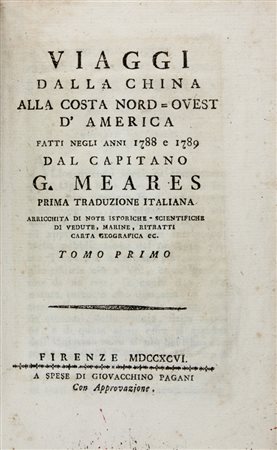 VIAGGI
DALLA CHINA
ALLA COSTA NORD=OVEST
D' AMERICA
FATTI NEGLI ANNI 1788 e 1789
DAL CAPITANO
G. MEARES
PRIMA TRADUZIONE ITALIANA
ARRICCHITA DI NOTE ISTORICHE-SCIENTIFICHE
DI VEDUTE, MARINE, RITRATTI
CARTA GEOGRAFICA EC.
TOMO PRIMO
FIRENZE MDCCXCVI.
A SPESE DI GIOVACCHINO PAGANI
Con Approvazione.